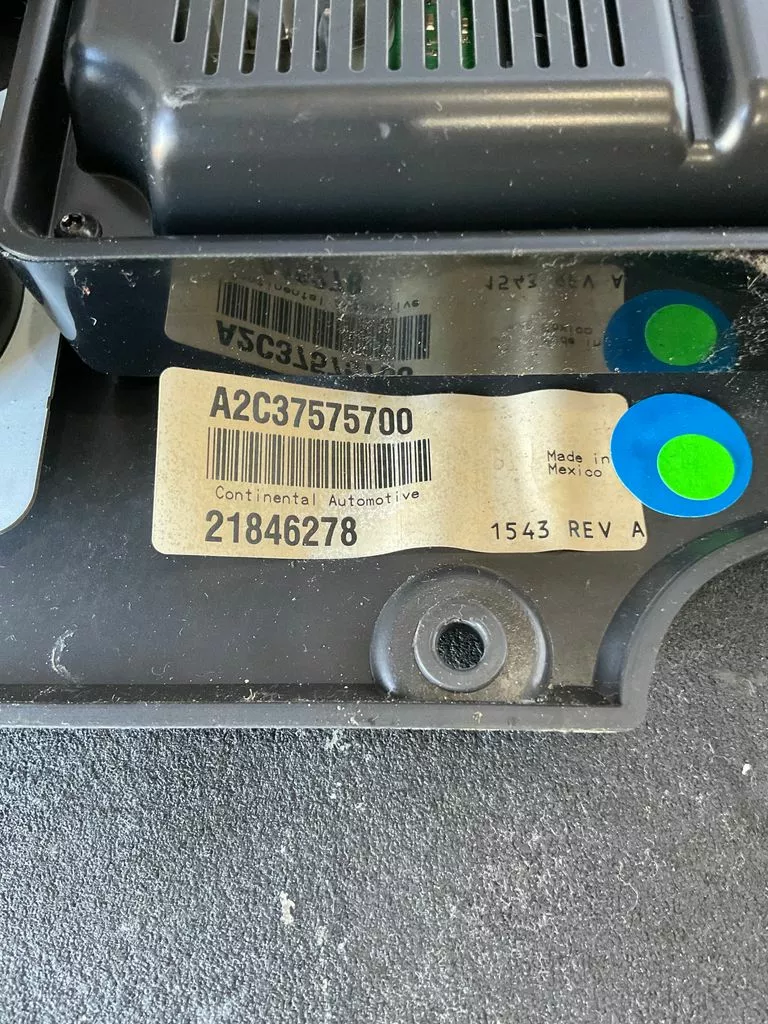 A2C37575700
Made in
Mexico
Continental Automotive
21846278
1543 REV A